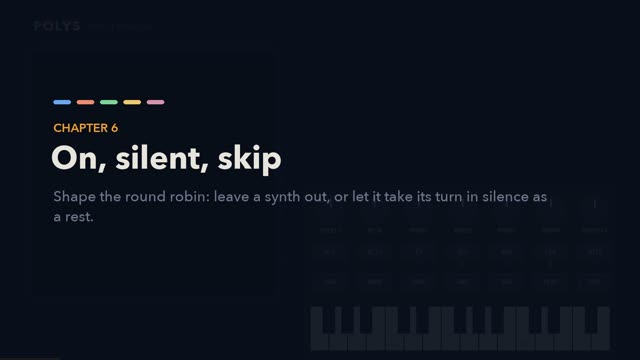 POLYS
CHAPTER 6
On, silent, skip
Shape the round robin: leave a synth out, or let it take its turn in silence as
a rest.